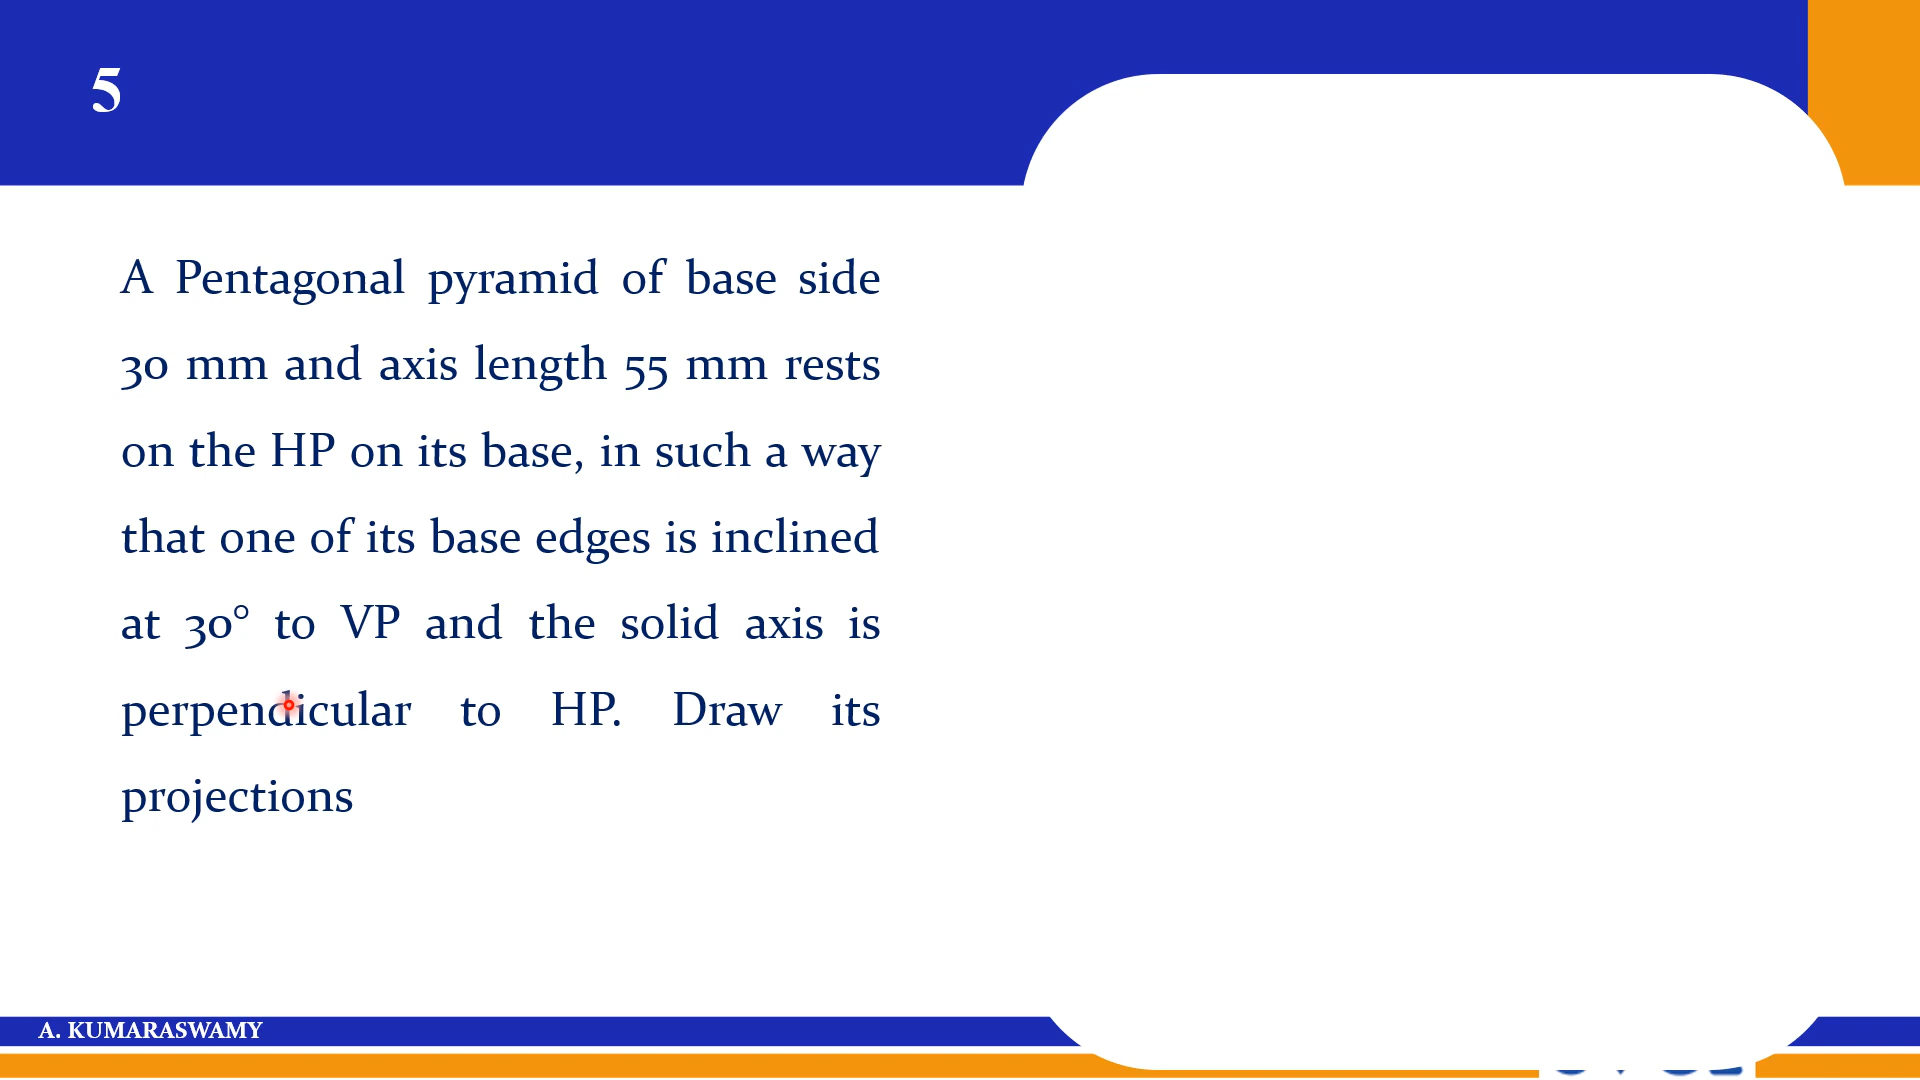 5
A Pentagonal pyramid of base side
30 mm and axis length 55 mm rests
on the HP on its base, in such a way
that one of its base edges is inclined
at 30° to VP and the solid axis is
perpendicular to HP. Draw its
projections
A. KUMARASWAMY